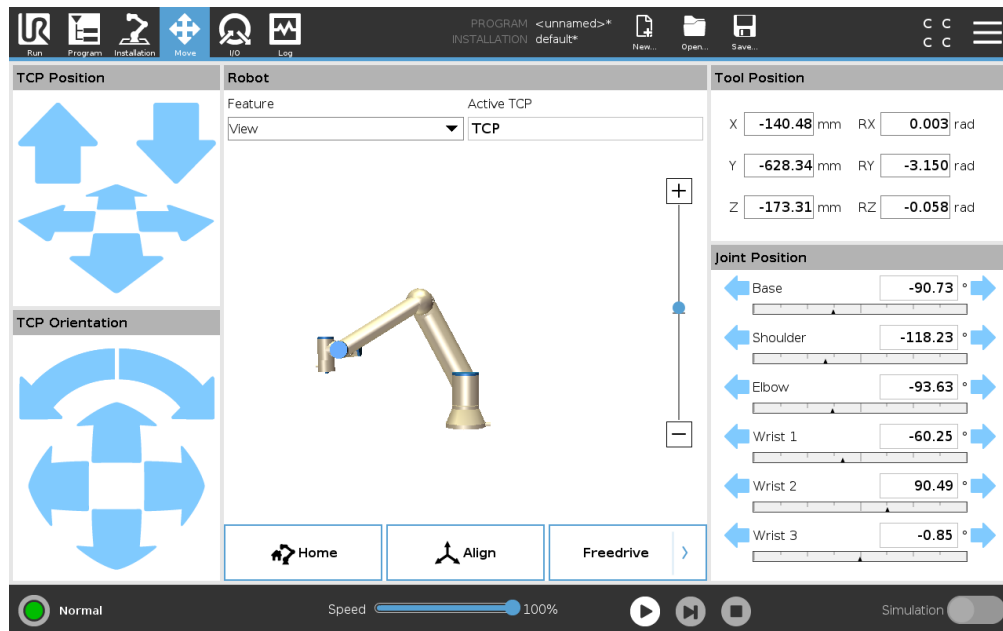 UR
Run
Program
Installation
Move
I/O
Log
PROGRAM <unnamed>*
INSTALLATION default*
New...
Open...
Save...
C C
C C
TCP Position
Robot
Tool Position
Feature
Active TCP
View
TCP
X -140.48 mm RX 0.003 rad
Y -628.34 mm RY -3.150 rad
Z -173.31 mm RZ -0.058 rad
Joint Position
Base -90.73 °
Shoulder -118.23 °
Elbow -93.63 °
Wrist 1 -60.25 °
Wrist 2 90.49 °
Wrist 3 -0.85 °
TCP Orientation
Home
Align
Freedrive
Normal
Speed 100%
Simulation